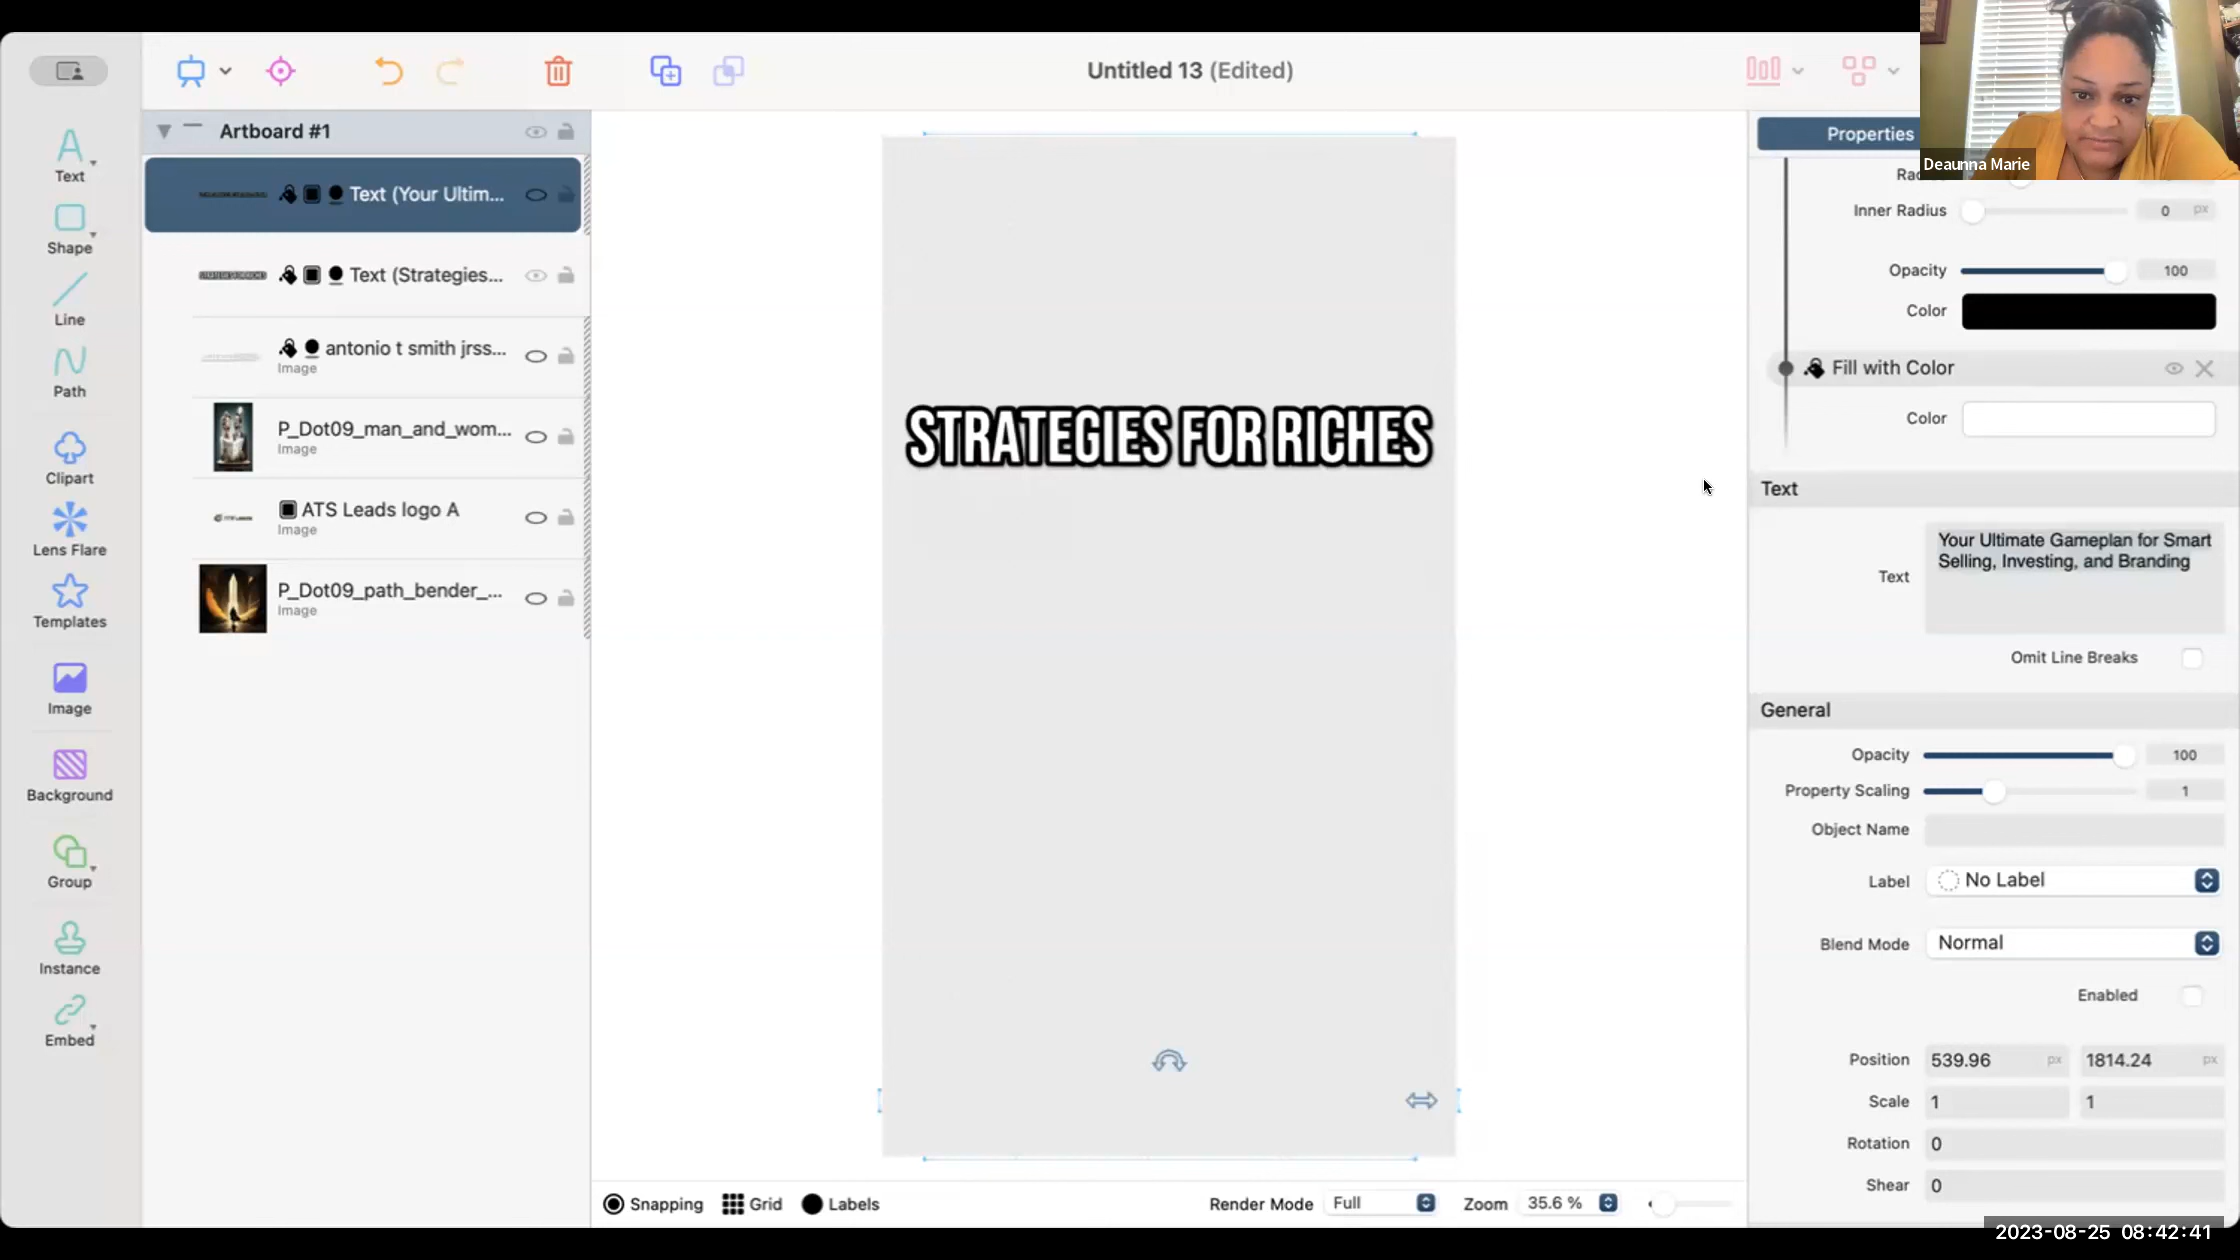 Untitled 13 (Edited)
Deaunna Marie
Text
Shape
Line
Path
Clipart
Lens Flare
Templates
Image
Background
Group
Instance
Embed
Artboard #1
Text (Your Ultim...
Text (Strategies...
antonio t smith jrss...
Image
P_Dot09_man_and_wom...
Image
ATS Leads logo A
Image
P_Dot09_path_bender_...
Image
STRATEGIES FOR RICHES
Snapping
Grid
Labels
Render Mode
Full
Zoom
35.6 %
Properties
Inner Radius
0
px
Opacity
100
Color
Fill with Color
Color
Text
Text
Your Ultimate Gameplan for Smart
Selling, Investing, and Branding
Omit Line Breaks
General
Opacity
100
Property Scaling
1
Object Name
Label
No Label
Blend Mode
Normal
Enabled
Position
539.96
px
1814.24
px
Scale
1
1
Rotation
0
Shear
0
2023-08-25 08:42:41